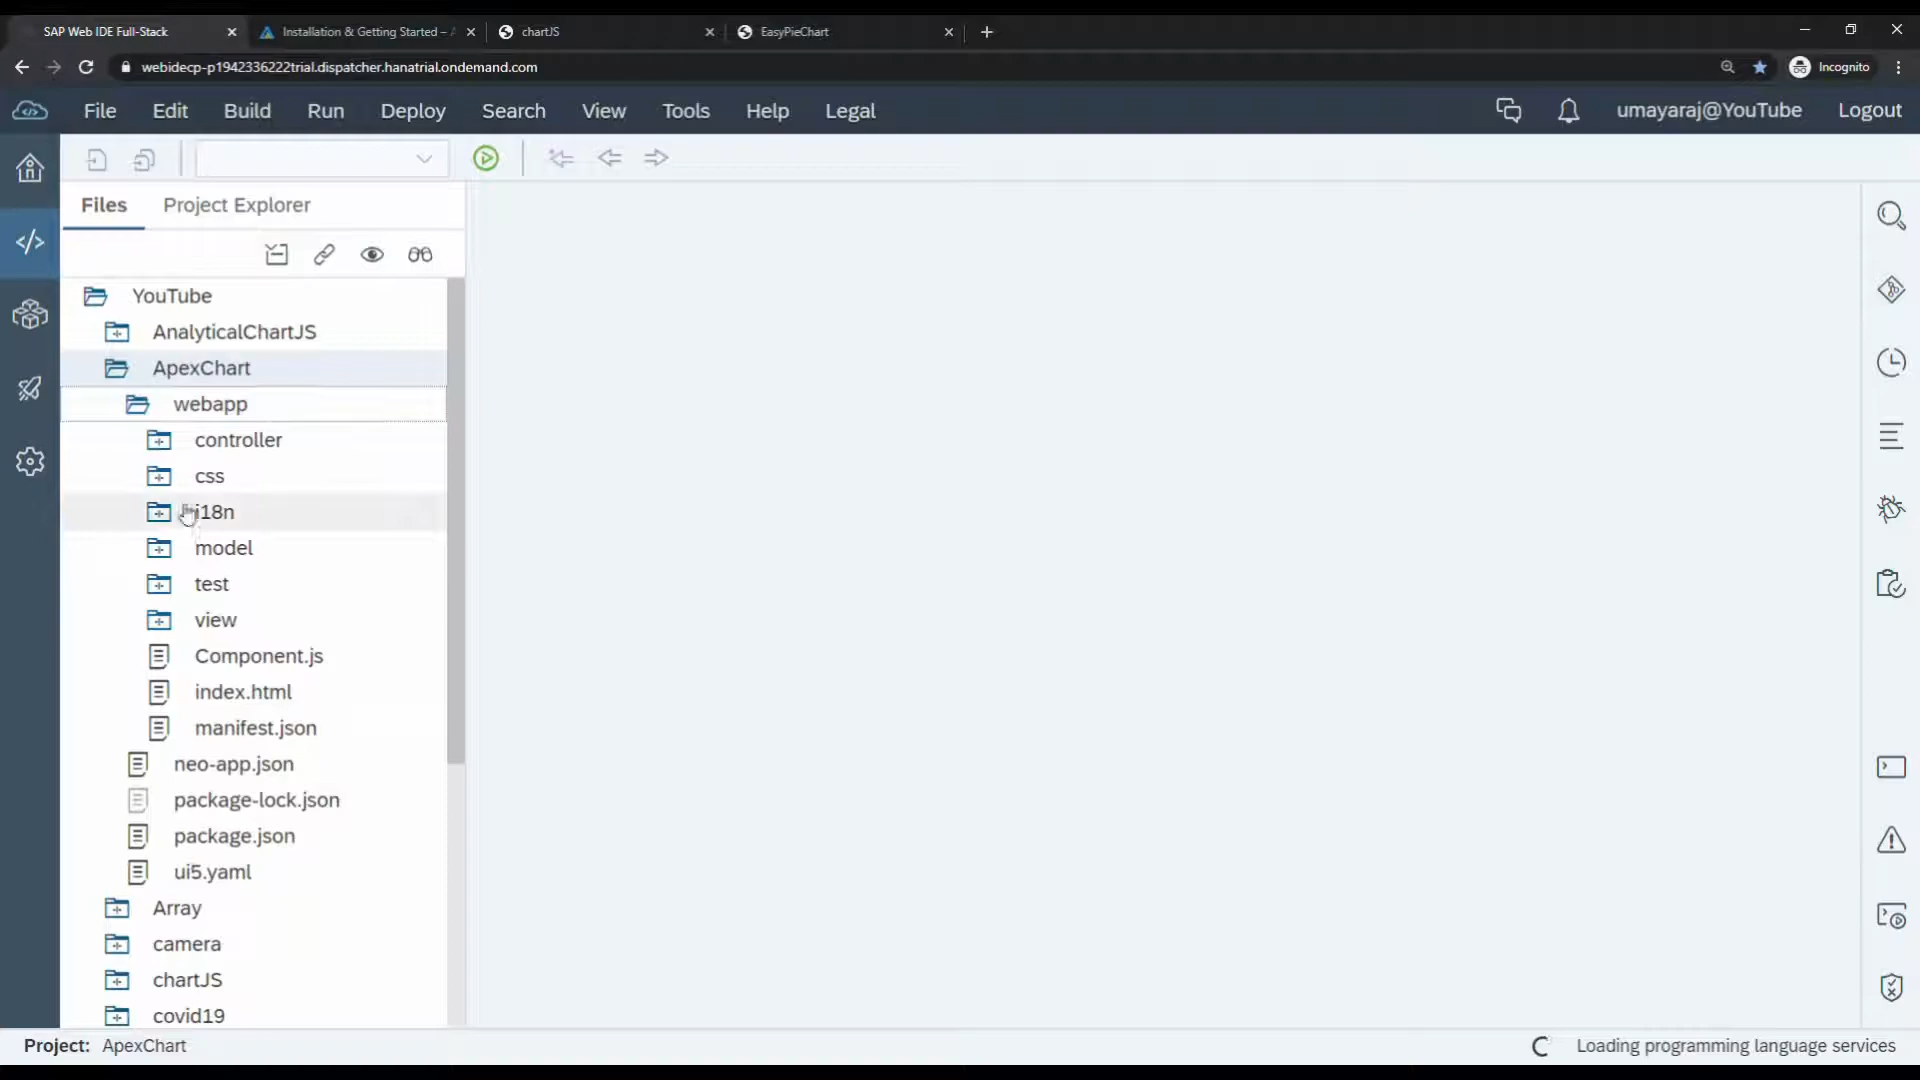 SAP Web IDE Full-Stack
Installation & Getting Started –
chartJS
EasyPieChart
webidecp-p1942336222trial.dispatcher.hanatrial.ondemand.com
Incognito
File Edit Build Run Deploy Search View Tools Help Legal
umayaraj@YouTube
Logout
Files Project Explorer
YouTube
AnalyticalChartJS
ApexChart
webapp
controller
css
i18n
model
test
view
Component.js
index.html
manifest.json
neo-app.json
package-lock.json
package.json
ui5.yaml
Array
camera
chartJS
covid19
Project: ApexChart
Loading programming language services